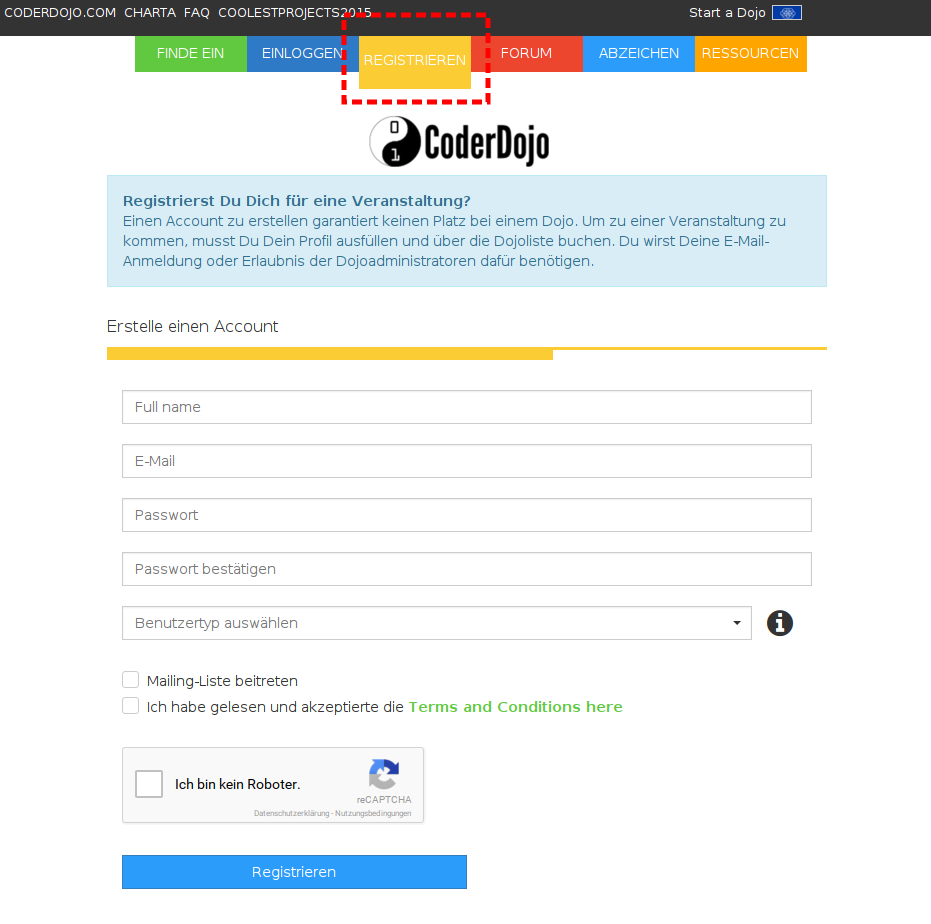 CODERDOJO.COM CHARTA FAQ COOLESTPROJECTS2015 Start a Dojo
FINDE EIN EINLOGGEN REGISTRIEREN FORUM ABZEICHEN RESSOURCEN
0
1 CoderDojo
Registrierst Du Dich für eine Veranstaltung?
Einen Account zu erstellen garantiert keinen Platz bei einem Dojo. Um zu einer Veranstaltung zu
kommen, musst Du Dein Profil ausfüllen und über die Dojoliste buchen. Du wirst Deine E-Mail-
Anmeldung oder Erlaubnis der Dojoadministratoren dafür benötigen.
Erstelle einen Account
Full name
E-Mail
Passwort
Passwort bestätigen
Benutzertyp auswählen
Mailing-Liste beitreten
Ich habe gelesen und akzeptierte die Terms and Conditions here
Ich bin kein Roboter.
reCAPTCHA
Datenschutzerklärung - Nutzungsbedingungen
Registrieren